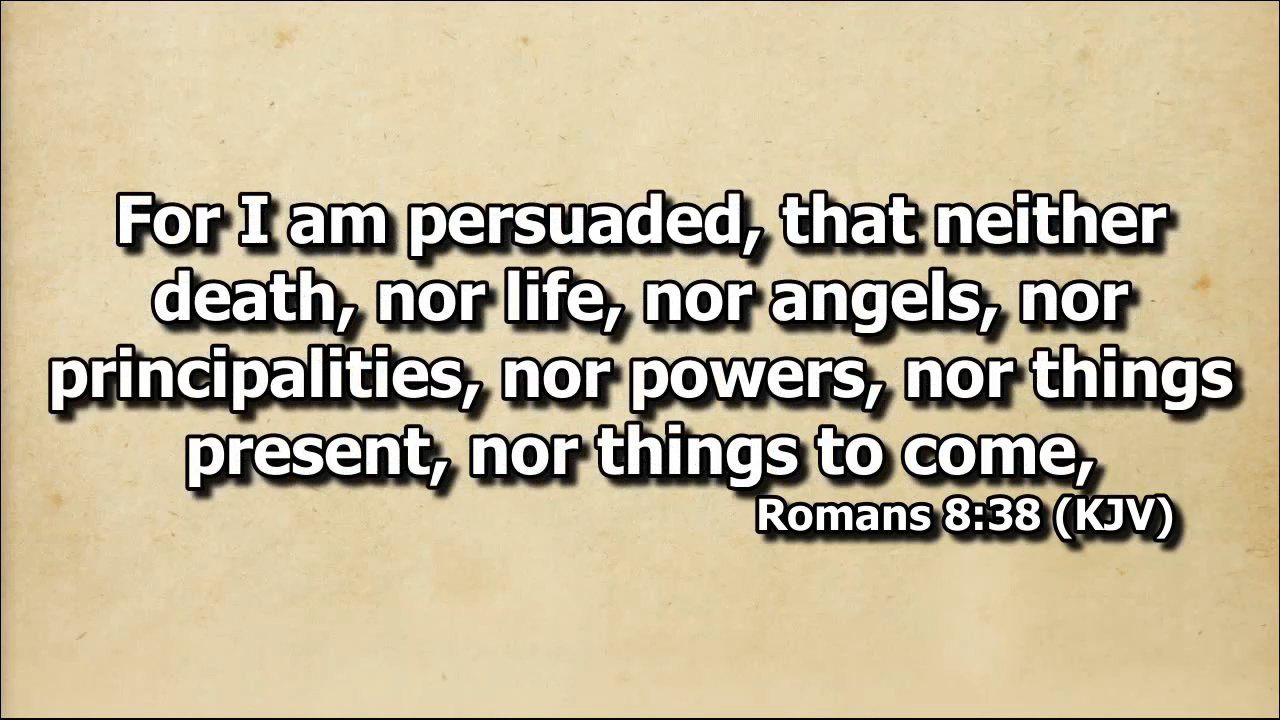 For I am persuaded, that neither
death, nor life, nor angels, nor
principalities, nor powers, nor things
present, nor things to come,
Romans 8:38 (KJV)